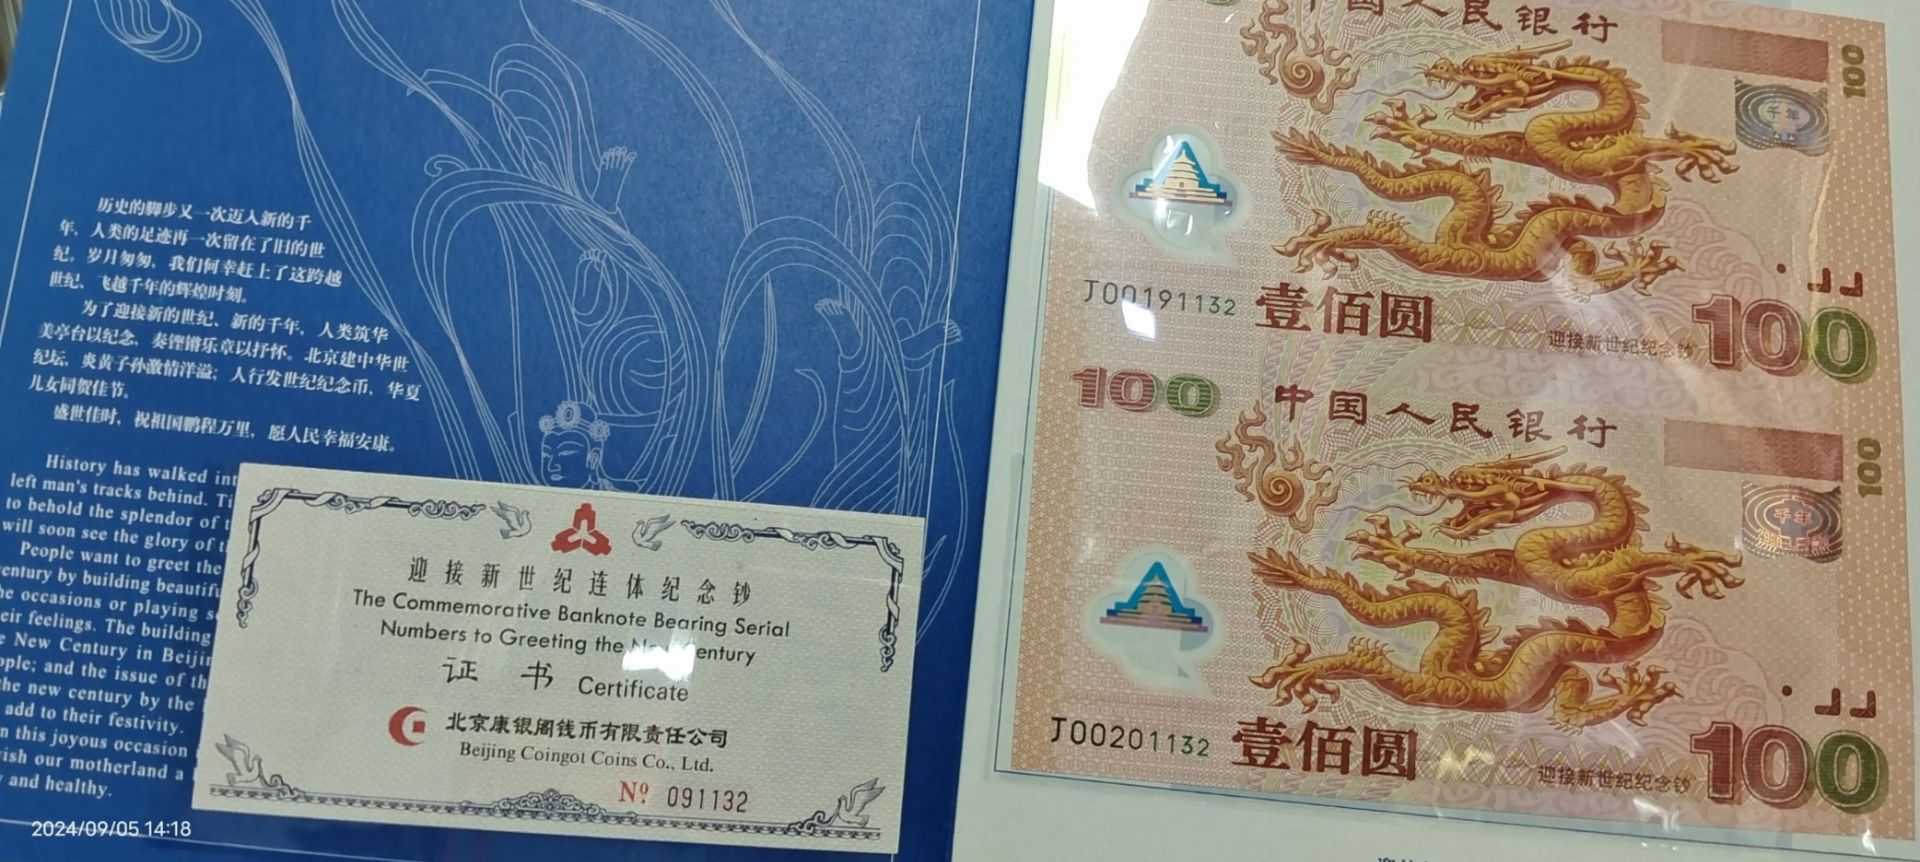 历史的脚步又一次迈入新的千
年，人类的足迹再一次留在了旧的世
纪。岁月匆匆，我们何幸赶上了这跨越
世纪、飞越千年的辉煌时刻。
为了迎接新的世纪、新的千年，人类筑华
美亭台以纪念，奏铿锵乐章以抒怀。北京建中华世
纪坛，炎黄子孙激情洋溢；人行发世纪纪念币，华夏
儿女同贺佳节。
盛世佳时，祝祖国鹏程万里，愿人民幸福安康。
History has walked int
left man's tracks behind. Ti
to behold the splendor of t
will soon see the glory of t
People want to greet the
entury by building beautifu
he occasions or playing s
eir feelings. The building
e New Century in Beijin
ople; and the issue of th
the new century by the
add to their festivity.
n this joyous occasion
ish our motherland a
and healthy.
迎接新世纪连体纪念钞
The Commemorative Banknote Bearing Serial
Numbers to Greeting the New Century
证书 Certificate
北京康银阁钱币有限责任公司
Beijing Coingot Coins Co., Ltd.
Nº 091132
2024/09/05 14:18
中国人民银行
100
千年
J00191132
壹佰圆
迎接新世纪纪念钞
100
100
中国人民银行
100
千年
J00201132
壹佰圆
迎接新世纪纪念钞
100